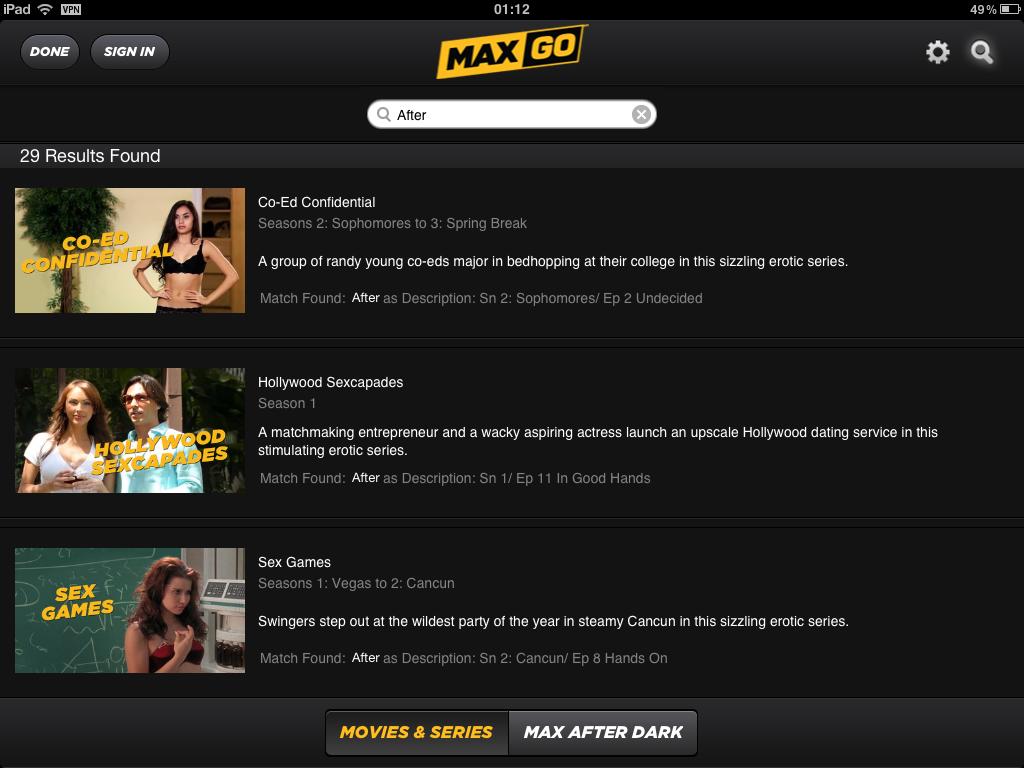 iPad VPN 01:12 49%
DONE SIGN IN MAX GO
After
29 Results Found
CO-ED
CONFIDENTIAL
Co-Ed Confidential
Seasons 2: Sophomores to 3: Spring Break
A group of randy young co-eds major in bedhopping at their college in this sizzling erotic series.
Match Found: After as Description: Sn 2: Sophomores/ Ep 2 Undecided
HOLLYWOOD
SEXCAPADES
Hollywood Sexcapades
Season 1
A matchmaking entrepreneur and a wacky aspiring actress launch an upscale Hollywood dating service in this
stimulating erotic series.
Match Found: After as Description: Sn 1/ Ep 11 In Good Hands
SEX
GAMES
Sex Games
Seasons 1: Vegas to 2: Cancun
Swingers step out at the wildest party of the year in steamy Cancun in this sizzling erotic series.
Match Found: After as Description: Sn 2: Cancun/ Ep 8 Hands On
MOVIES & SERIES MAX AFTER DARK